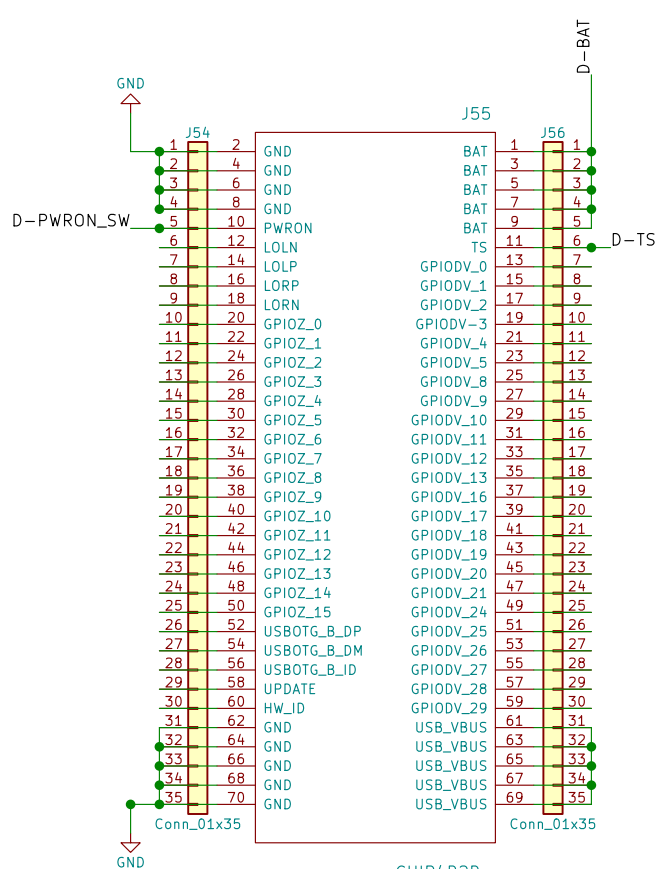 D-BAT
GND
J55
J54
J56
1 2 GND BAT 1 1
2 4 GND BAT 3 2
3 6 GND BAT 5 3
4 8 GND BAT 7 4
D-PWRON_SW 5 10 PWRON BAT 9 5
6 12 LOLN TS 11 6 D-TS
7 14 LOLP GPIODV_0 13 7
8 16 LORP GPIODV_1 15 8
9 18 LORN GPIODV_2 17 9
10 20 GPIOZ_0 GPIODV-3 19 10
11 22 GPIOZ_1 GPIODV_4 21 11
12 24 GPIOZ_2 GPIODV_5 23 12
13 26 GPIOZ_3 GPIODV_8 25 13
14 28 GPIOZ_4 GPIODV_9 27 14
15 30 GPIOZ_5 GPIODV_10 29 15
16 32 GPIOZ_6 GPIODV_11 31 16
17 34 GPIOZ_7 GPIODV_12 33 17
18 36 GPIOZ_8 GPIODV_13 35 18
19 38 GPIOZ_9 GPIODV_16 37 19
20 40 GPIOZ_10 GPIODV_17 39 20
21 42 GPIOZ_11 GPIODV_18 41 21
22 44 GPIOZ_12 GPIODV_19 43 22
23 46 GPIOZ_13 GPIODV_20 45 23
24 48 GPIOZ_14 GPIODV_21 47 24
25 50 GPIOZ_15 GPIODV_24 49 25
26 52 USBOTG_B_DP GPIODV_25 51 26
27 54 USBOTG_B_DM GPIODV_26 53 27
28 56 USBOTG_B_ID GPIODV_27 55 28
29 58 UPDATE GPIODV_28 57 29
30 60 HW_ID GPIODV_29 59 30
31 62 GND USB_VBUS 61 31
32 64 GND USB_VBUS 63 32
33 66 GND USB_VBUS 65 33
34 68 GND USB_VBUS 67 34
35 70 GND USB_VBUS 69 35
Conn_01x35 Conn_01x35
GND